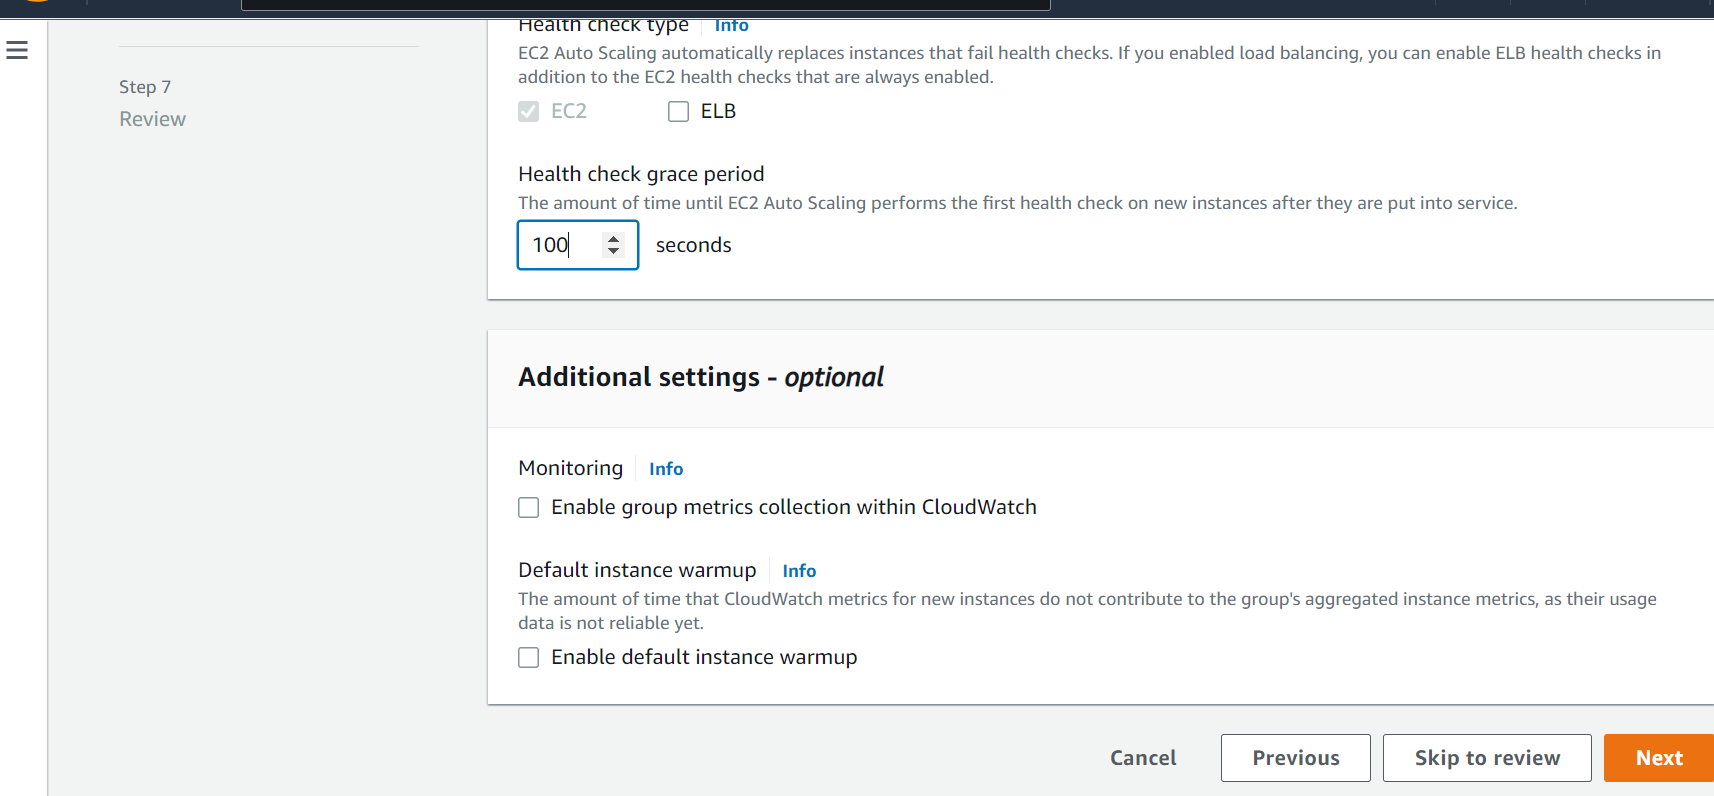 Step 7
Review
Health check type Info
EC2 Auto Scaling automatically replaces instances that fail health checks. If you enabled load balancing, you can enable ELB health checks in
addition to the EC2 health checks that are always enabled.
EC2 ELB
Health check grace period
The amount of time until EC2 Auto Scaling performs the first health check on new instances after they are put into service.
100 seconds
Additional settings - optional
Monitoring Info
Enable group metrics collection within CloudWatch
Default instance warmup Info
The amount of time that CloudWatch metrics for new instances do not contribute to the group's aggregated instance metrics, as their usage
data is not reliable yet.
Enable default instance warmup
Cancel Previous Skip to review Next